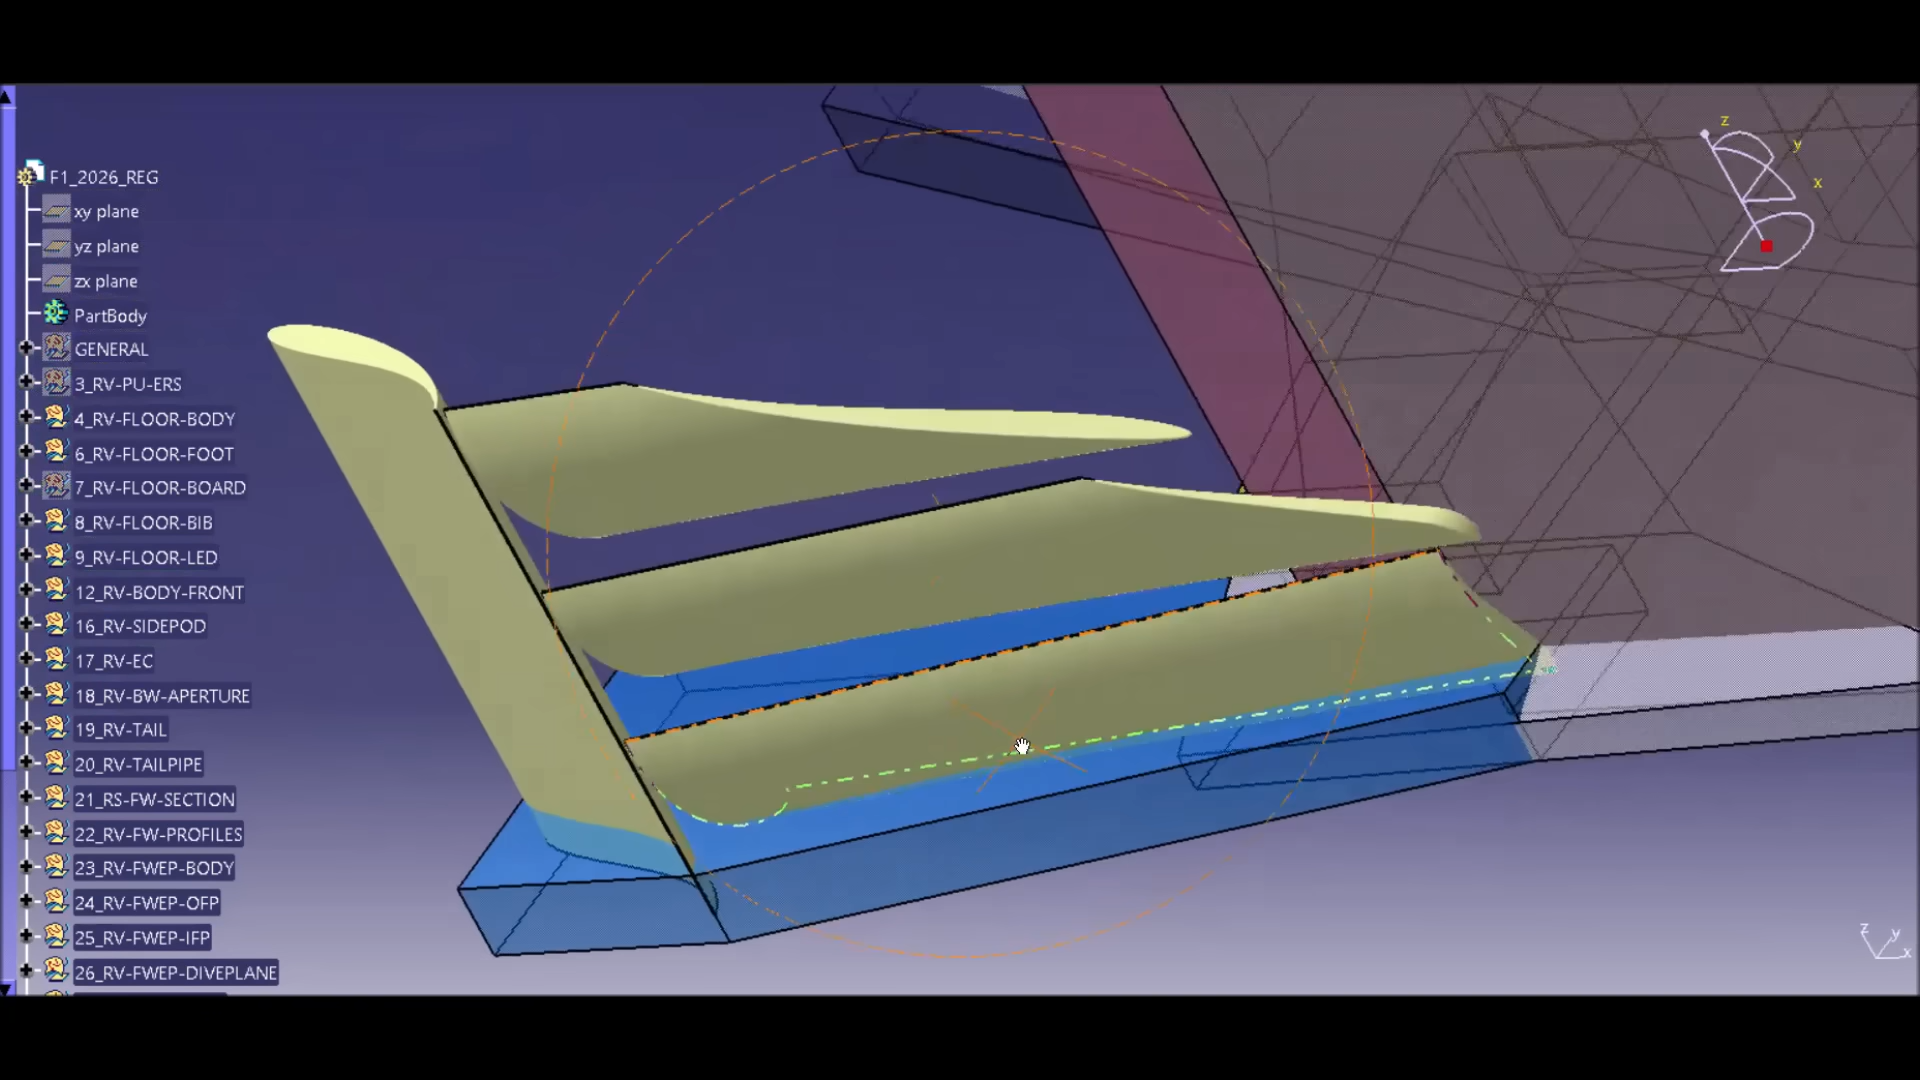 F1_2026_REG
xy plane
yz plane
zx plane
PartBody
GENERAL
3_RV-PU-ERS
4_RV-FLOOR-BODY
6_RV-FLOOR-FOOT
7_RV-FLOOR-BOARD
8_RV-FLOOR-BIB
9_RV-FLOOR-LED
12_RV-BODY-FRONT
16_RV-SIDEPOD
17_RV-EC
18_RV-BW-APERTURE
19_RV-TAIL
20_RV-TAILPIPE
21_RS-FW-SECTION
22_RV-FW-PROFILES
23_RV-FWEP-BODY
24_RV-FWEP-OFP
25_RV-FWEP-IFP
26_RV-FWEP-DIVEPLANE
z
y
x
z
y
x